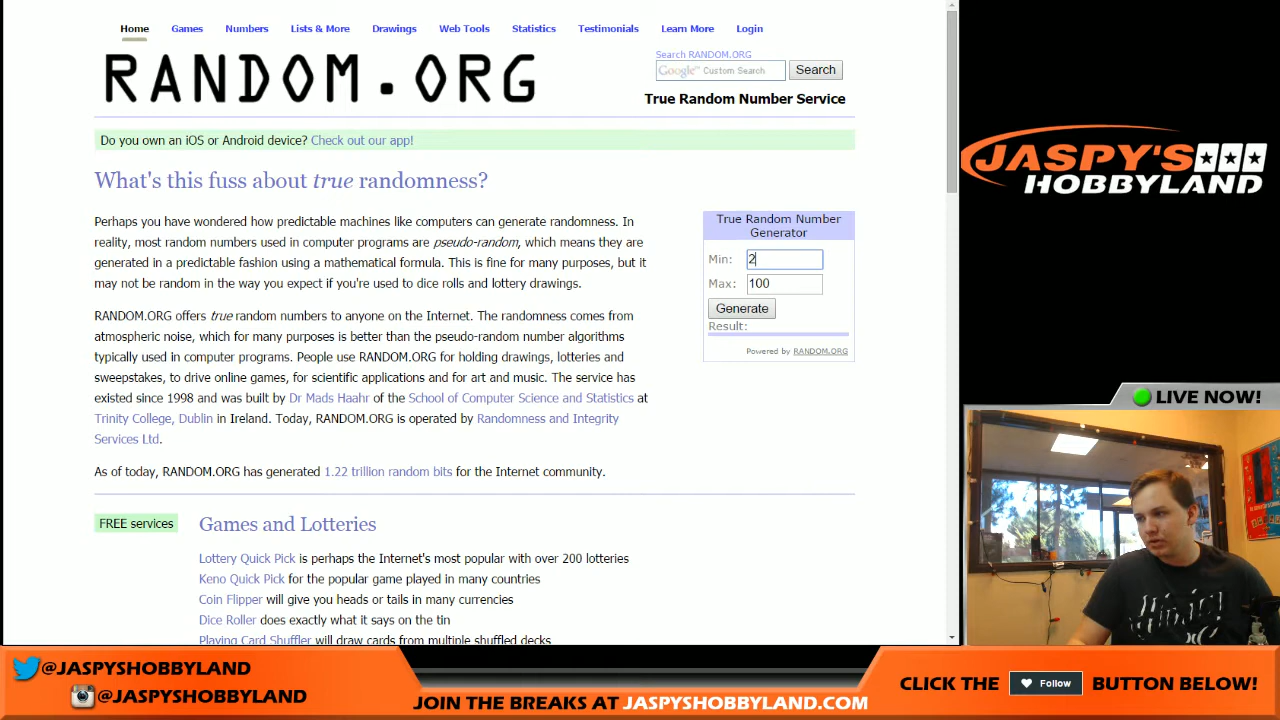 Home Games Numbers Lists & More Drawings Web Tools Statistics Testimonials Learn More Login
RANDOM.ORG
Search RANDOM.ORG
Google™ Custom Search Search
True Random Number Service
Do you own an iOS or Android device? Check out our app!
What's this fuss about true randomness?
Perhaps you have wondered how predictable machines like computers can generate randomness. In
reality, most random numbers used in computer programs are pseudo-random, which means they are
generated in a predictable fashion using a mathematical formula. This is fine for many purposes, but it
may not be random in the way you expect if you're used to dice rolls and lottery drawings.
RANDOM.ORG offers true random numbers to anyone on the Internet. The randomness comes from
atmospheric noise, which for many purposes is better than the pseudo-random number algorithms
typically used in computer programs. People use RANDOM.ORG for holding drawings, lotteries and
sweepstakes, to drive online games, for scientific applications and for art and music. The service has
existed since 1998 and was built by Dr Mads Haahr of the School of Computer Science and Statistics at
Trinity College, Dublin in Ireland. Today, RANDOM.ORG is operated by Randomness and Integrity
Services Ltd.
As of today, RANDOM.ORG has generated 1.22 trillion random bits for the Internet community.
True Random Number
Generator
Min: 2
Max: 100
Generate
Result:
Powered by RANDOM.ORG
FREE services
Games and Lotteries
Lottery Quick Pick is perhaps the Internet's most popular with over 200 lotteries
Keno Quick Pick for the popular game played in many countries
Coin Flipper will give you heads or tails in many currencies
Dice Roller does exactly what it says on the tin
Playing Card Shuffler will draw cards from multiple shuffled decks
JASPY'S
HOBBYLAND
LIVE NOW!
@JASPYSHOBBYLAND
@JASPYSHOBBYLAND
JOIN THE BREAKS AT JASPYSHOBBYLAND.COM
CLICK THE Follow BUTTON BELOW!